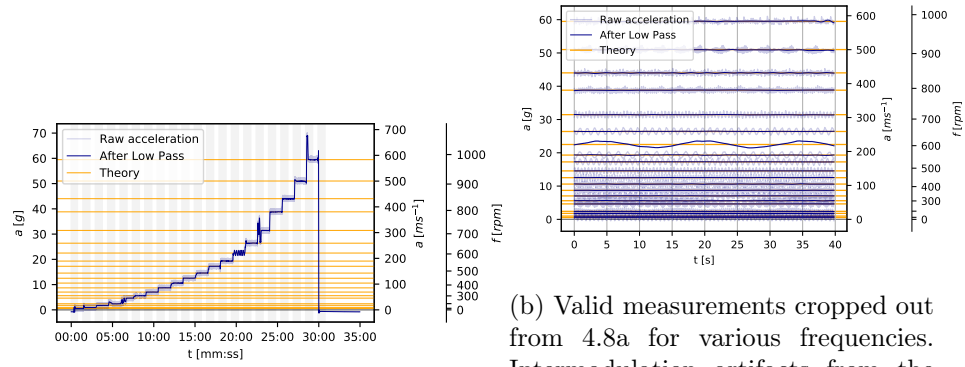 Raw acceleration
After Low Pass
Theory
70
60
50
40
30
20
10
0
a [g]
00:00 05:00 10:00 15:00 20:00 25:00 30:00 35:00
t [mm:ss]
700
600
500
400
300
200
100
0
a [ms⁻¹]
1000
900
800
700
600
500
400
300
0
f [rpm]
Raw acceleration
After Low Pass
Theory
60
50
40
30
20
10
0
a [g]
0 5 10 15 20 25 30 35 40
t [s]
600
500
400
300
200
100
0
a [ms⁻¹]
1000
900
800
700
600
500
400
300
0
f [rpm]
(b) Valid measurements cropped out
from 4.8a for various frequencies.
Intermodulation artifacts from the